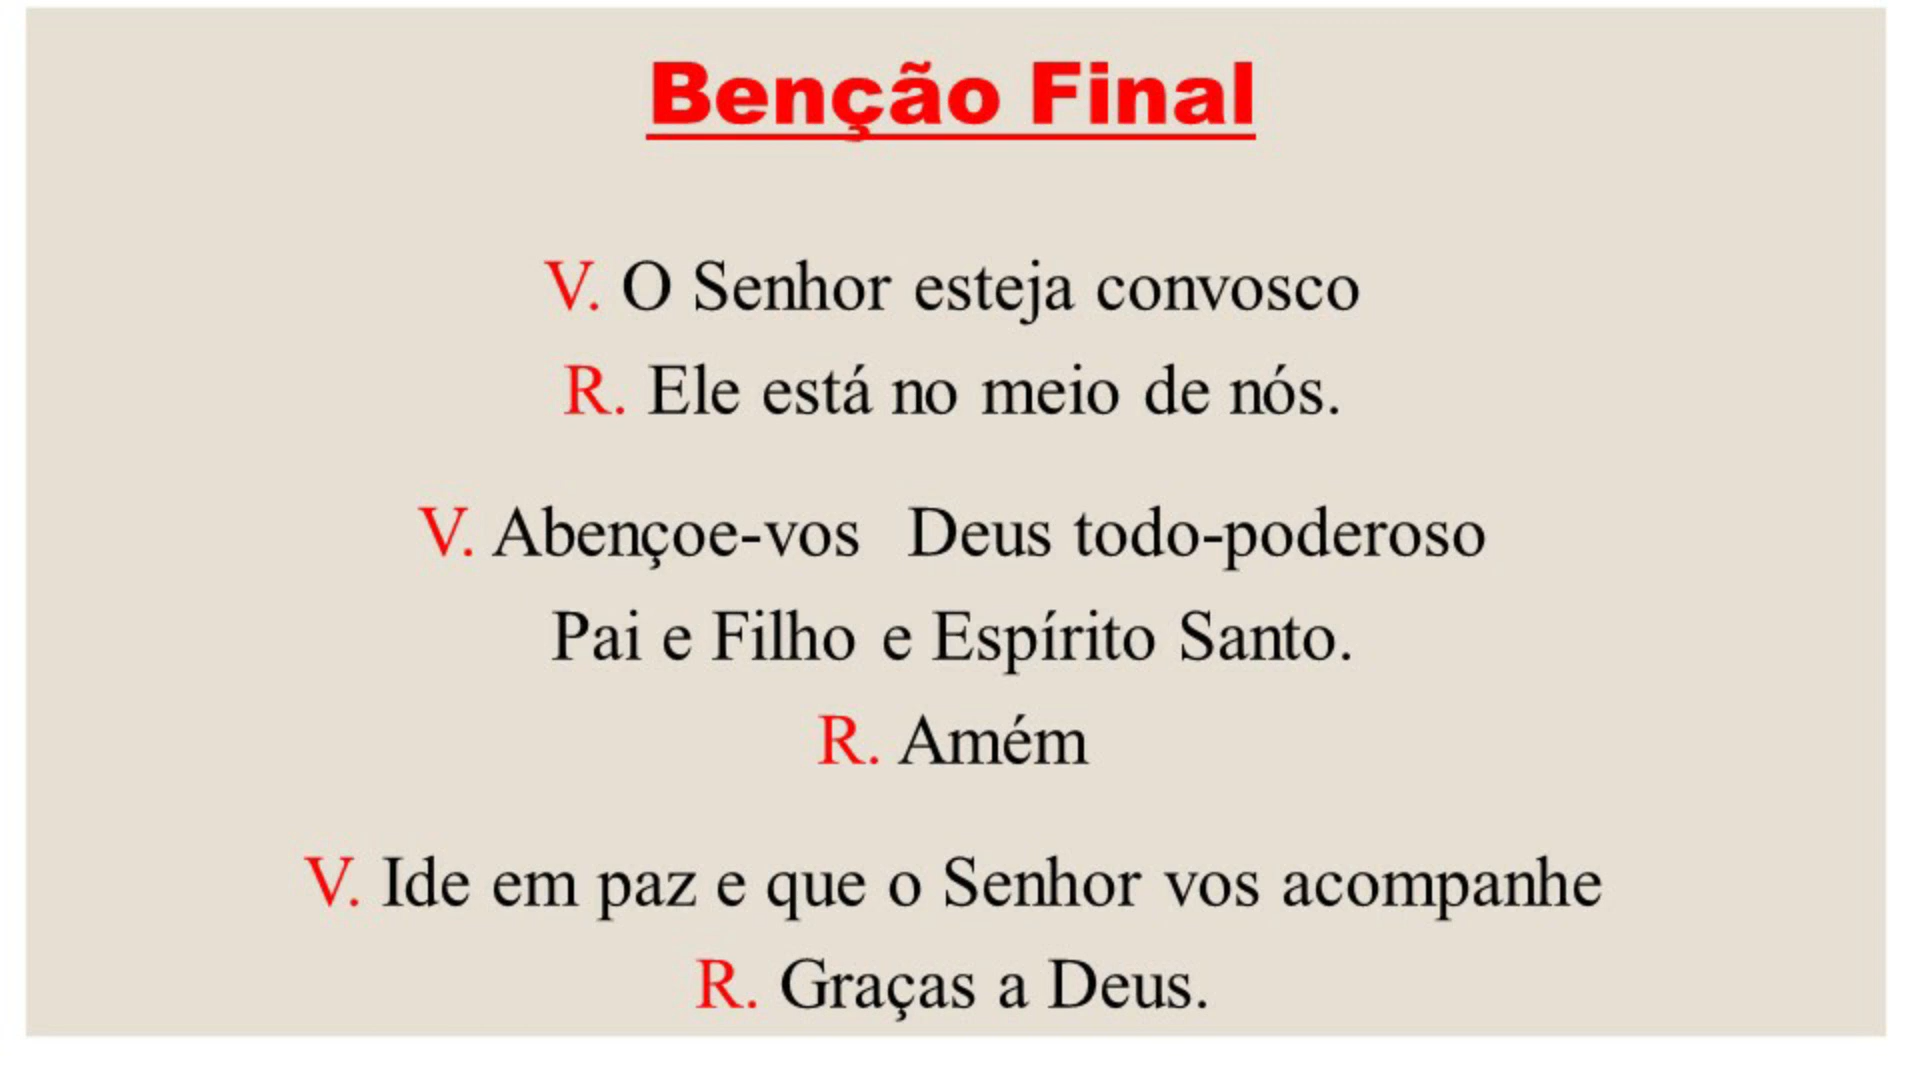 Benção Final
V. O Senhor esteja convosco
R. Ele está no meio de nós.
V. Abençoe-vos Deus todo-poderoso
Pai e Filho e Espírito Santo.
R. Amém
V. Ide em paz e que o Senhor vos acompanhe
R. Graças a Deus.